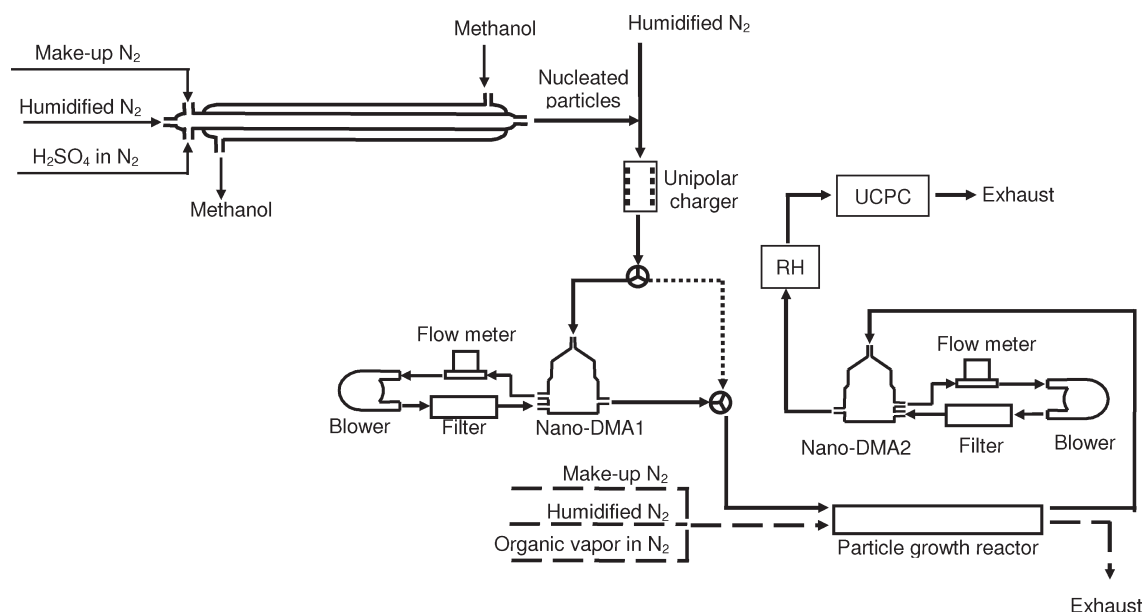 Methanol
Humidified N₂
Make-up N₂
Nucleated
particles
Humidified N₂
H₂SO₄ in N₂
Methanol
Unipolar
charger
UCPC
Exhaust
RH
Flow meter
Blower
Filter
Nano-DMA1
Flow meter
Nano-DMA2
Filter
Blower
Make-up N₂
Humidified N₂
Organic vapor in N₂
Particle growth reactor
Exhaust